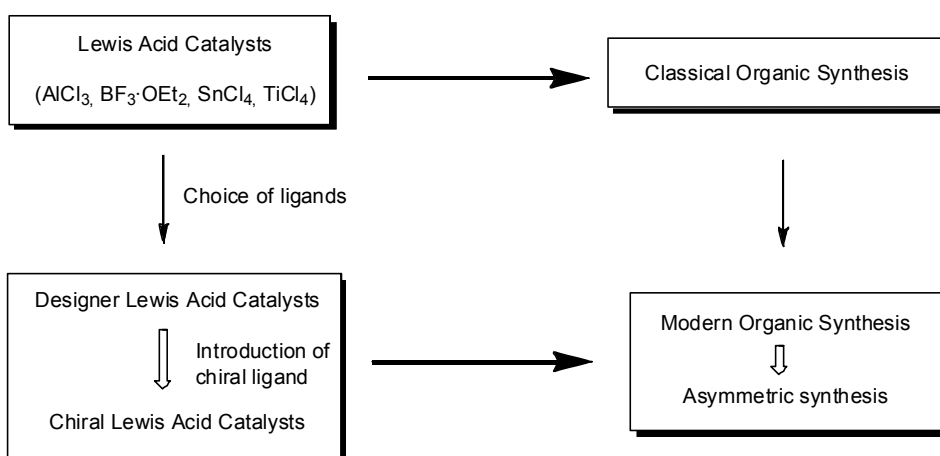 Lewis Acid Catalysts
(AlCl₃, BF₃·OEt₂, SnCl₄, TiCl₄)
Classical Organic Synthesis
Choice of ligands
Designer Lewis Acid Catalysts
Introduction of
chiral ligand
Chiral Lewis Acid Catalysts
Modern Organic Synthesis
Asymmetric synthesis